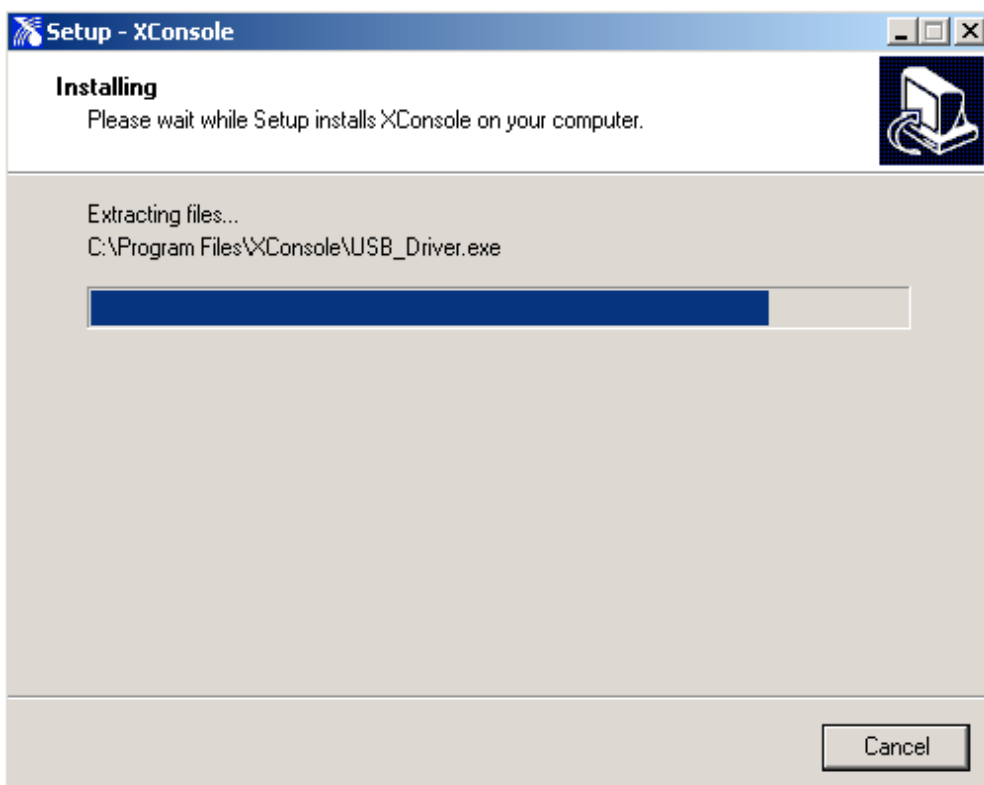 Setup - XConsole
Installing
Please wait while Setup installs XConsole on your computer.
Extracting files...
C:\Program Files\XConsole\USB_Driver.exe
Cancel